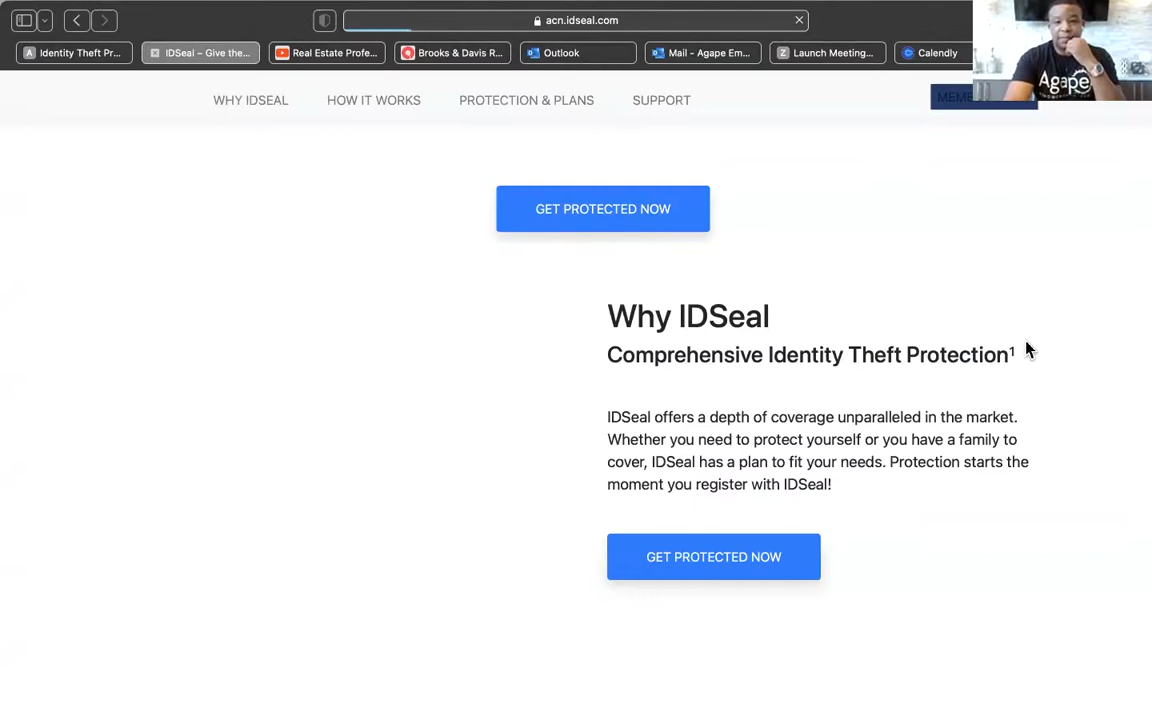 acn.idseal.com
Identity Theft Pr...
IDSeal – Give the...
Real Estate Profe...
Brooks & Davis R...
Outlook
Mail - Agape Em...
Launch Meeting...
Calendly
WHY IDSEAL
HOW IT WORKS
PROTECTION & PLANS
SUPPORT
Agape
GET PROTECTED NOW
Why IDSeal
Comprehensive Identity Theft Protection¹
IDSeal offers a depth of coverage unparalleled in the market.
Whether you need to protect yourself or you have a family to
cover, IDSeal has a plan to fit your needs. Protection starts the
moment you register with IDSeal!
GET PROTECTED NOW